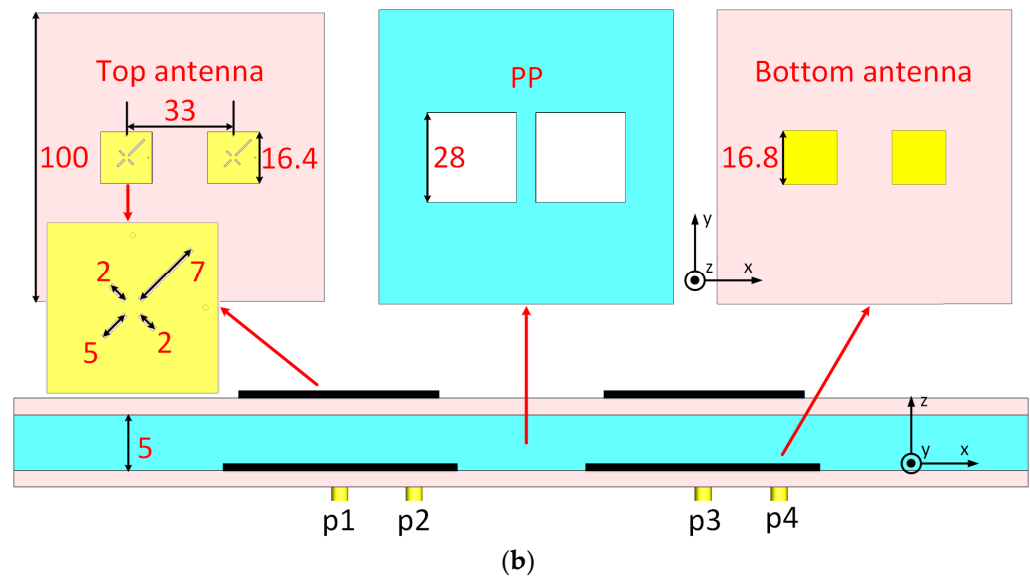 Top antenna
33
100
16.4
2
7
5
2
PP
28
Bottom antenna
16.8
y
z
x
5
z
y
x
p1
p2
p3
p4
(b)